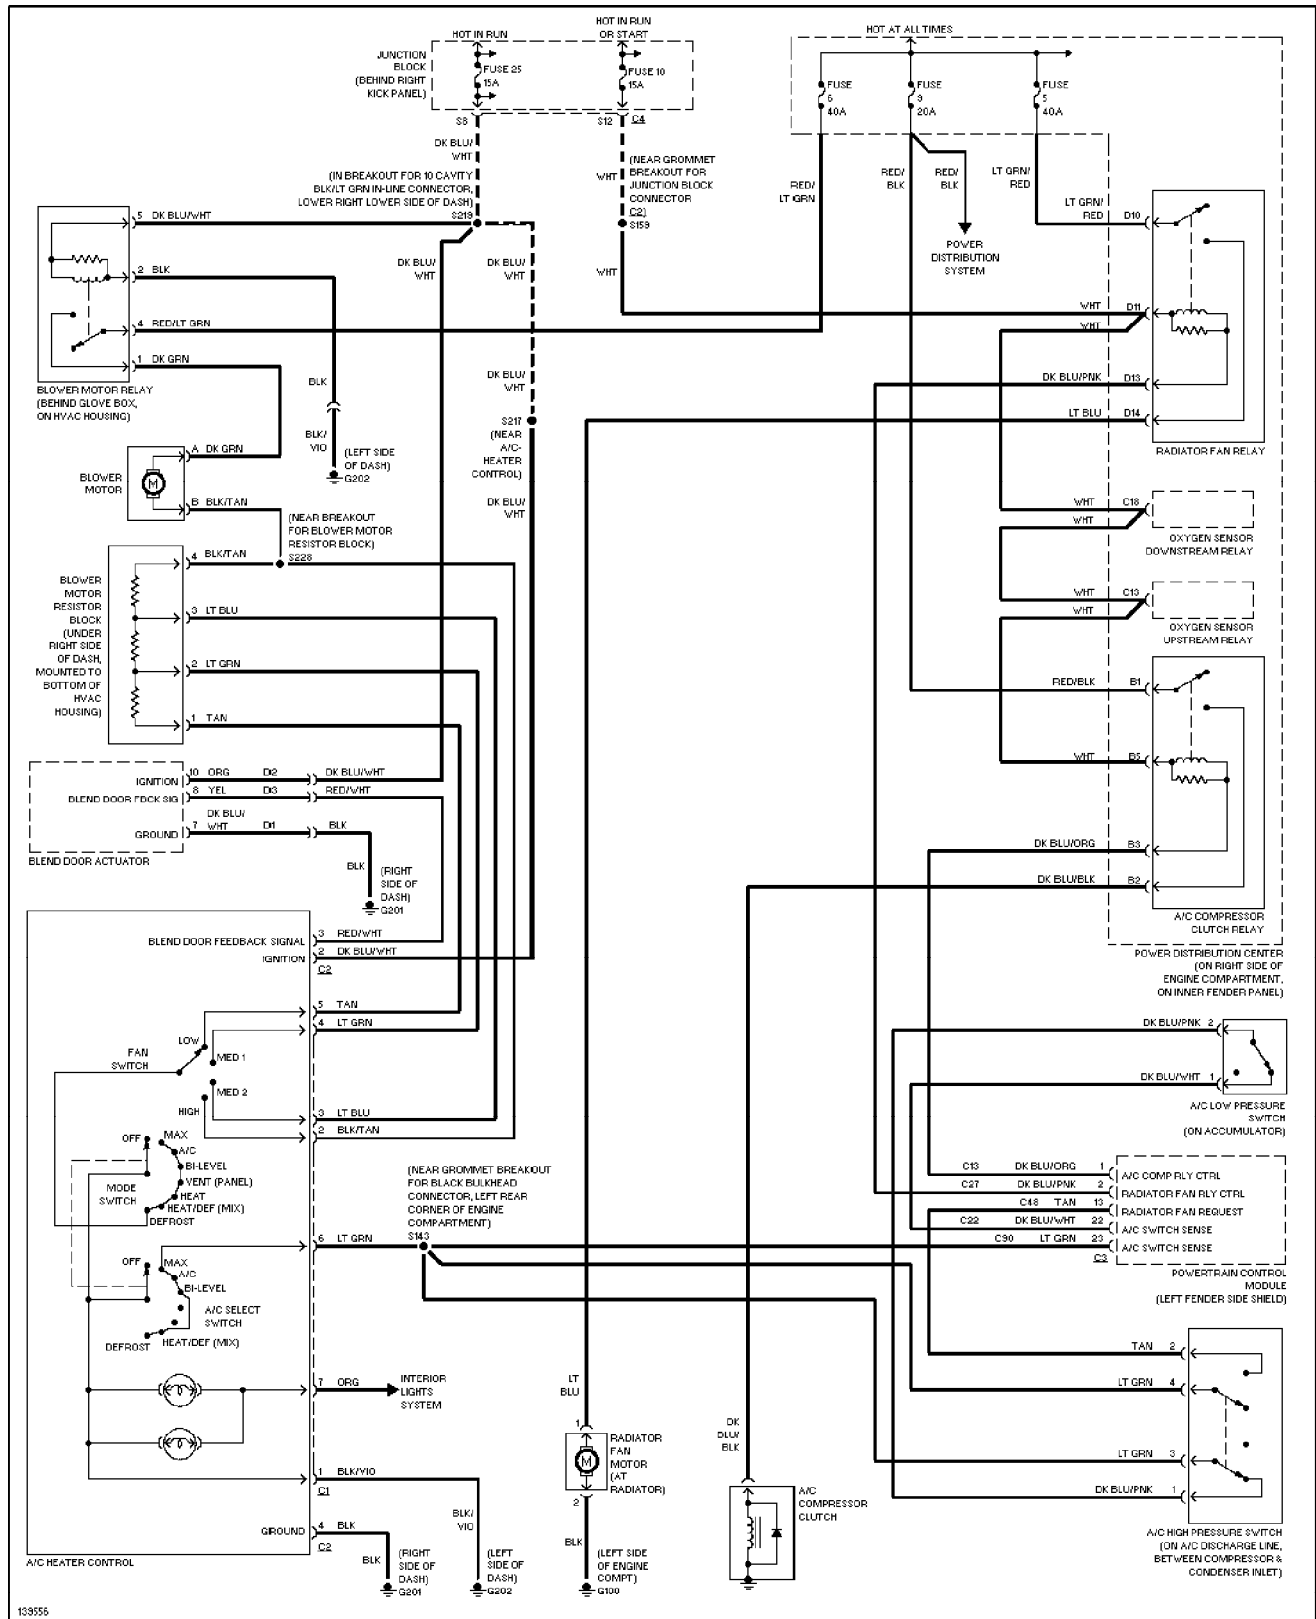 HOT IN RUN
HOT IN RUN
OR START
HOT AT ALL TIMES
JUNCTION
BLOCK
(BEHIND RIGHT
KICK PANEL)
FUSE 25
15A
FUSE 10
15A
S8
S12
C4
FUSE
6
40A
FUSE
9
20A
FUSE
5
40A
DK BLU/
WHT
WHT
(NEAR GROMMET
BREAKOUT FOR
JUNCTION BLOCK
CONNECTOR
C2)
S159
(IN BREAKOUT FOR 10 CAVITY
BLK/LT GRN IN-LINE CONNECTOR,
LOWER RIGHT LOWER SIDE OF DASH)
S219
RED/
LT GRN
RED/
BLK
RED/
BLK
LT GRN/
RED
LT GRN/
RED
D10
POWER
DISTRIBUTION
SYSTEM
5 DK BLU/WHT
2 BLK
4 RED/LT GRN
1 DK GRN
BLOWER MOTOR RELAY
(BEHIND GLOVE BOX,
ON HVAC HOUSING)
DK BLU/
WHT
DK BLU/
WHT
WHT
WHT D11
WHT
DK BLU/PNK D13
LT BLU D14
RADIATOR FAN RELAY
BLK
BLK/
VIO
(LEFT SIDE
OF DASH)
G202
DK BLU/
WHT
S217
(NEAR
A/C-
HEATER
CONTROL)
DK BLU/
WHT
BLOWER
MOTOR
M
A DK GRN
B BLK/TAN
(NEAR BREAKOUT
FOR BLOWER MOTOR
RESISTOR BLOCK)
S228
WHT C18
WHT
OXYGEN SENSOR
DOWNSTREAM RELAY
WHT C13
WHT
OXYGEN SENSOR
UPSTREAM RELAY
BLOWER
MOTOR
RESISTOR
BLOCK
(UNDER
RIGHT SIDE
OF DASH,
MOUNTED TO
BOTTOM OF
HVAC
HOUSING)
4 BLK/TAN
3 LT BLU
2 LT GRN
1 TAN
RED/BLK B1
WHT B5
DK BLU/ORG B3
DK BLU/BLK B2
A/C COMPRESSOR
CLUTCH RELAY
POWER DISTRIBUTION CENTER
(ON RIGHT SIDE OF
ENGINE COMPARTMENT,
ON INNER FENDER PANEL)
IGNITION 10 ORG D2 DK BLU/WHT
BLEND DOOR FDCK SIG 8 YEL D3 RED/WHT
GROUND 7 DK BLU/
WHT D1 BLK
BLEND DOOR ACTUATOR
BLK
(RIGHT
SIDE OF
DASH)
G201
BLEND DOOR FEEDBACK SIGNAL 3 RED/WHT
IGNITION 2 DK BLU/WHT
C2
5 TAN
4 LT GRN
FAN
SWITCH
LOW
MED 1
MED 2
HIGH
3 LT BLU
2 BLK/TAN
OFF
MAX
A/C
BI-LEVEL
VENT (PANEL)
HEAT
HEAT/DEF (MIX)
DEFROST
MODE
SWITCH
6 LT GRN
OFF
MAX
A/C
BI-LEVEL
A/C SELECT
SWITCH
HEAT/DEF (MIX)
DEFROST
7 ORG
INTERIOR
LIGHTS
SYSTEM
1 BLK/VIO
C1
GROUND 4 BLK
C2
A/C HEATER CONTROL
BLK
(RIGHT
SIDE OF
DASH)
G201
BLK/
VIO
(LEFT
SIDE OF
DASH)
G202
(NEAR GROMMET BREAKOUT
FOR BLACK BULKHEAD
CONNECTOR, LEFT REAR
CORNER OF ENGINE
COMPARTMENT)
S143
LT
BLU
1
M
RADIATOR
FAN
MOTOR
(AT
RADIATOR)
2
BLK
(LEFT SIDE
OF ENGINE
COMPT)
G100
DK
BLU/
BLK
A/C
COMPRESSOR
CLUTCH
DK BLU/PNK 2
DK BLU/WHT 1
A/C LOW PRESSURE
SWITCH
(ON ACCUMULATOR)
C13 DK BLU/ORG 1 A/C COMP RLY CTRL
C27 DK BLU/PNK 2 RADIATOR FAN RLY CTRL
C48 TAN 13 RADIATOR FAN REQUEST
C22 DK BLU/WHT 22 A/C SWITCH SENSE
C90 LT GRN 23 A/C SWITCH SENSE
C3
POWERTRAIN CONTROL
MODULE
(LEFT FENDER SIDE SHIELD)
TAN 2
LT GRN 4
LT GRN 3
DK BLU/PNK 1
A/C HIGH PRESSURE SWITCH
(ON A/C DISCHARGE LINE,
BETWEEN COMPRESSOR &
CONDENSER INLET)
139556